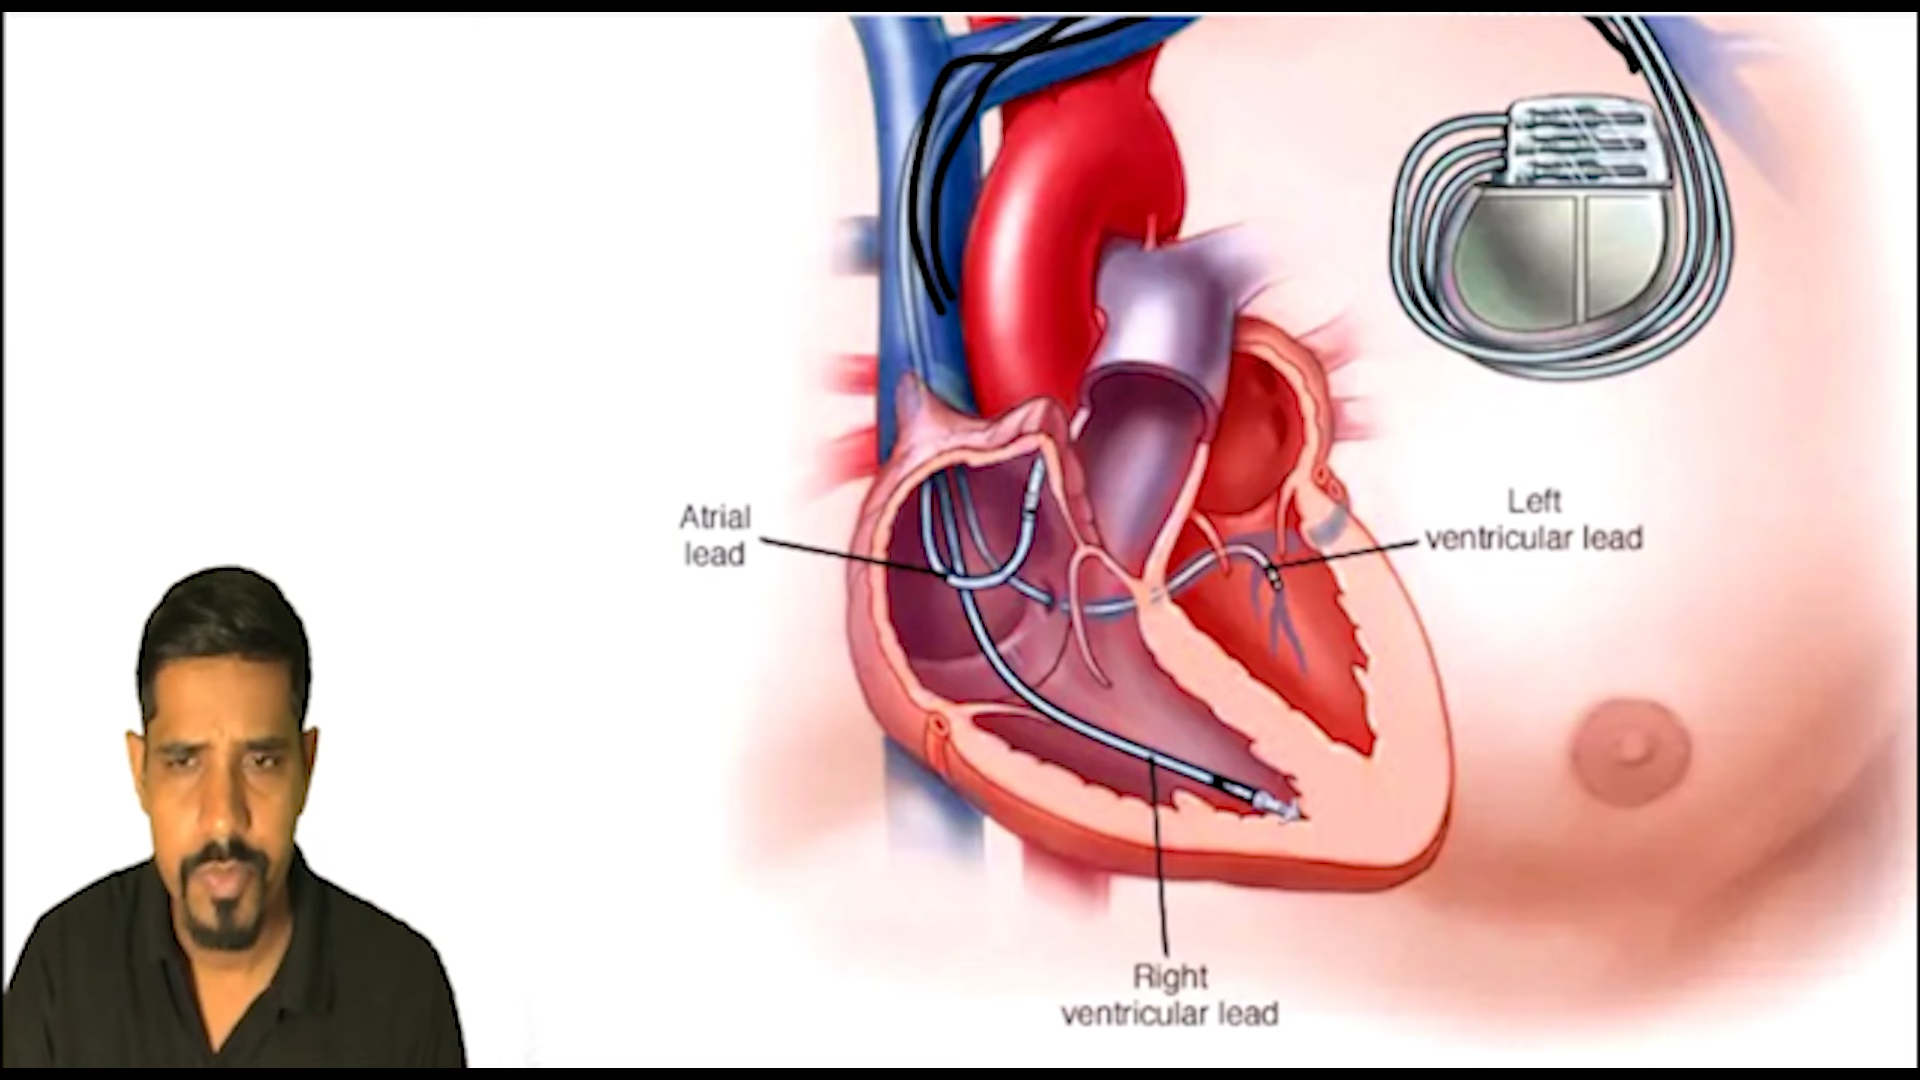 Atrial
lead
Left
ventricular lead
Right
ventricular lead